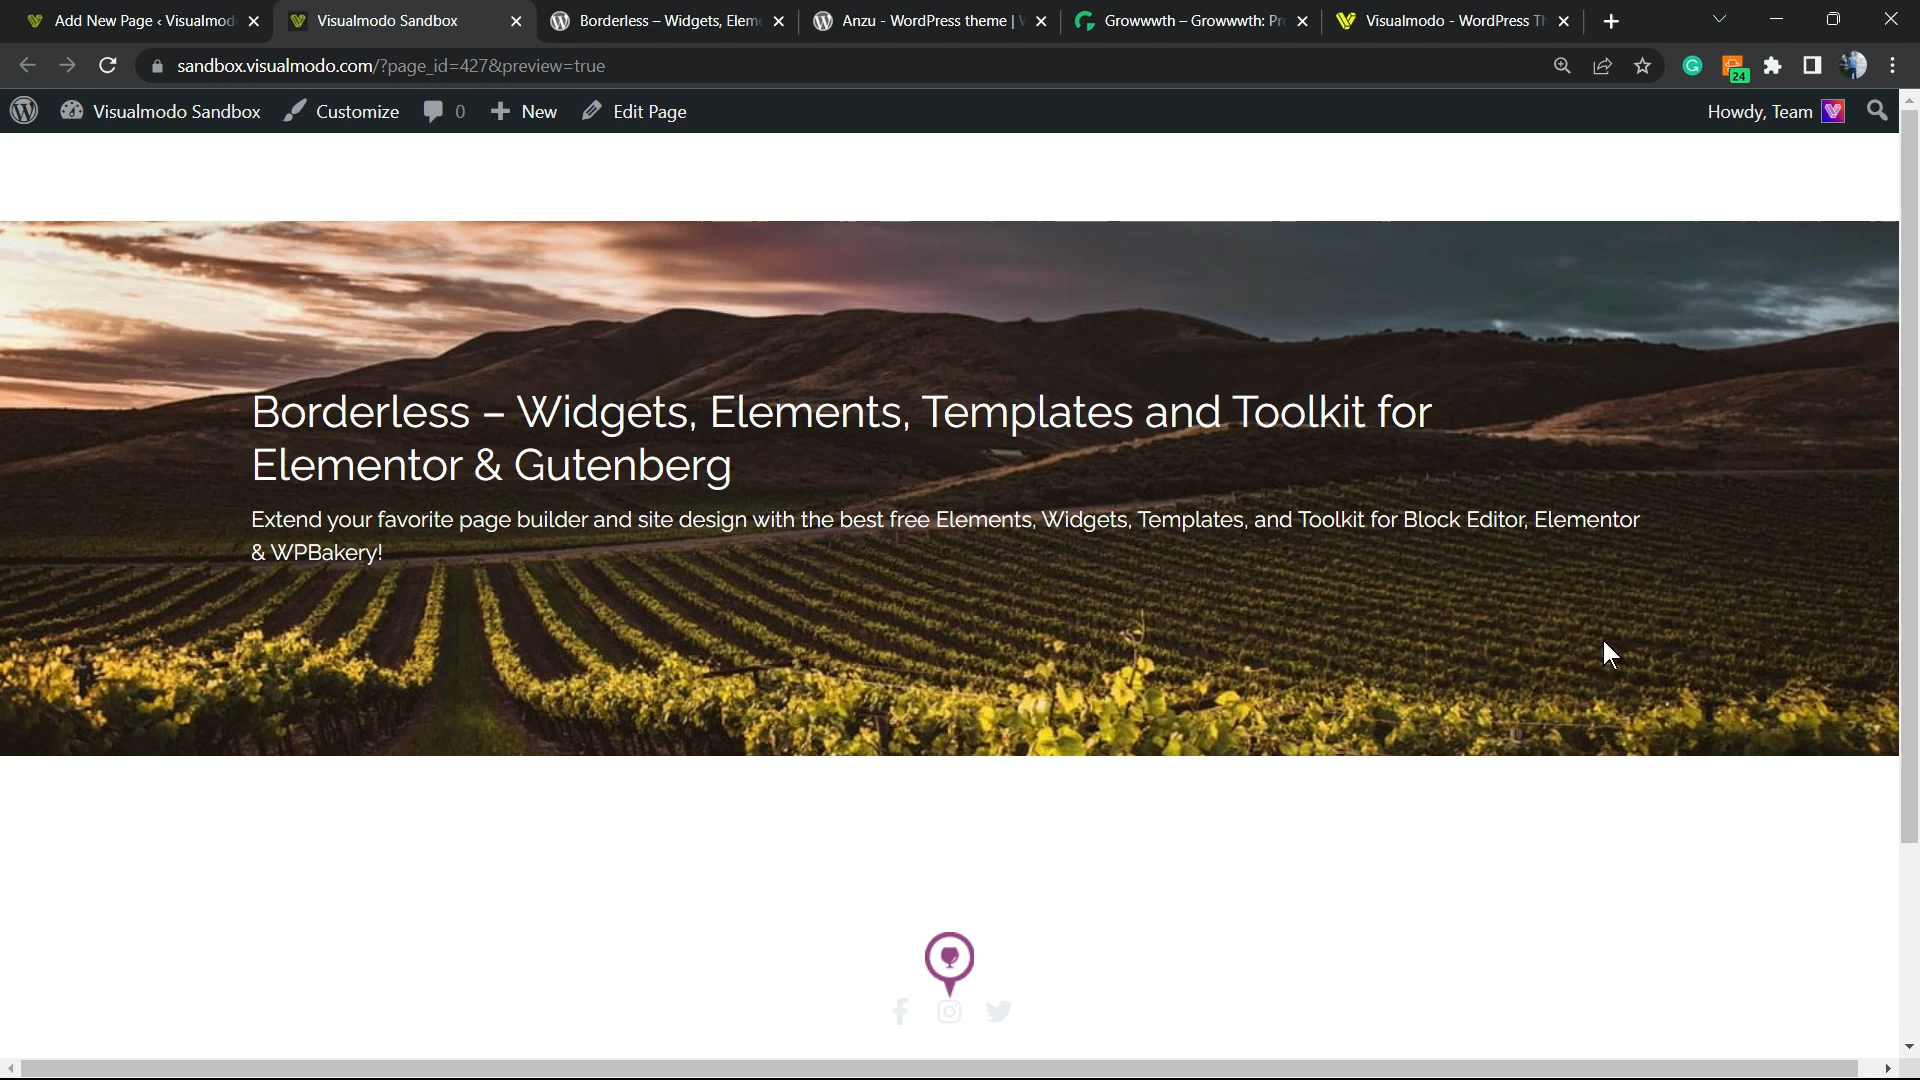 Add New Page ‹ Visualmod
Visualmodo Sandbox
Borderless – Widgets, Elem
Anzu - WordPress theme |
Growwwth – Growwwth: Pr
Visualmodo - WordPress Th
sandbox.visualmodo.com/?page_id=427&preview=true
24
Visualmodo Sandbox
Customize
0
New
Edit Page
Howdy, Team
Borderless – Widgets, Elements, Templates and Toolkit for
Elementor & Gutenberg
Extend your favorite page builder and site design with the best free Elements, Widgets, Templates, and Toolkit for Block Editor, Elementor
& WPBakery!